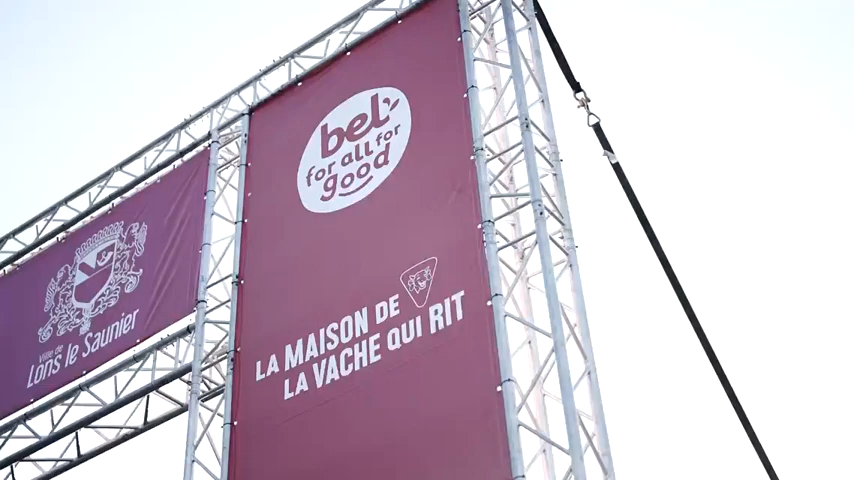 bel
for all for
good
LA MAISON DE
LA VACHE QUI RIT
Ville de
Lons le Saunier